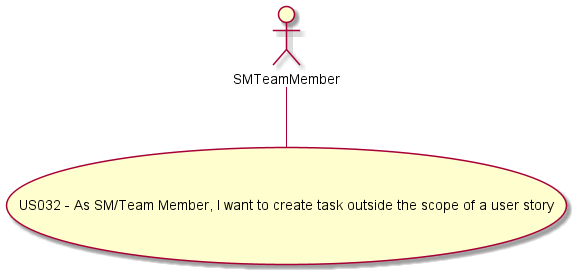 SMTeamMember
US032 - As SM/Team Member, I want to create task outside the scope of a user story